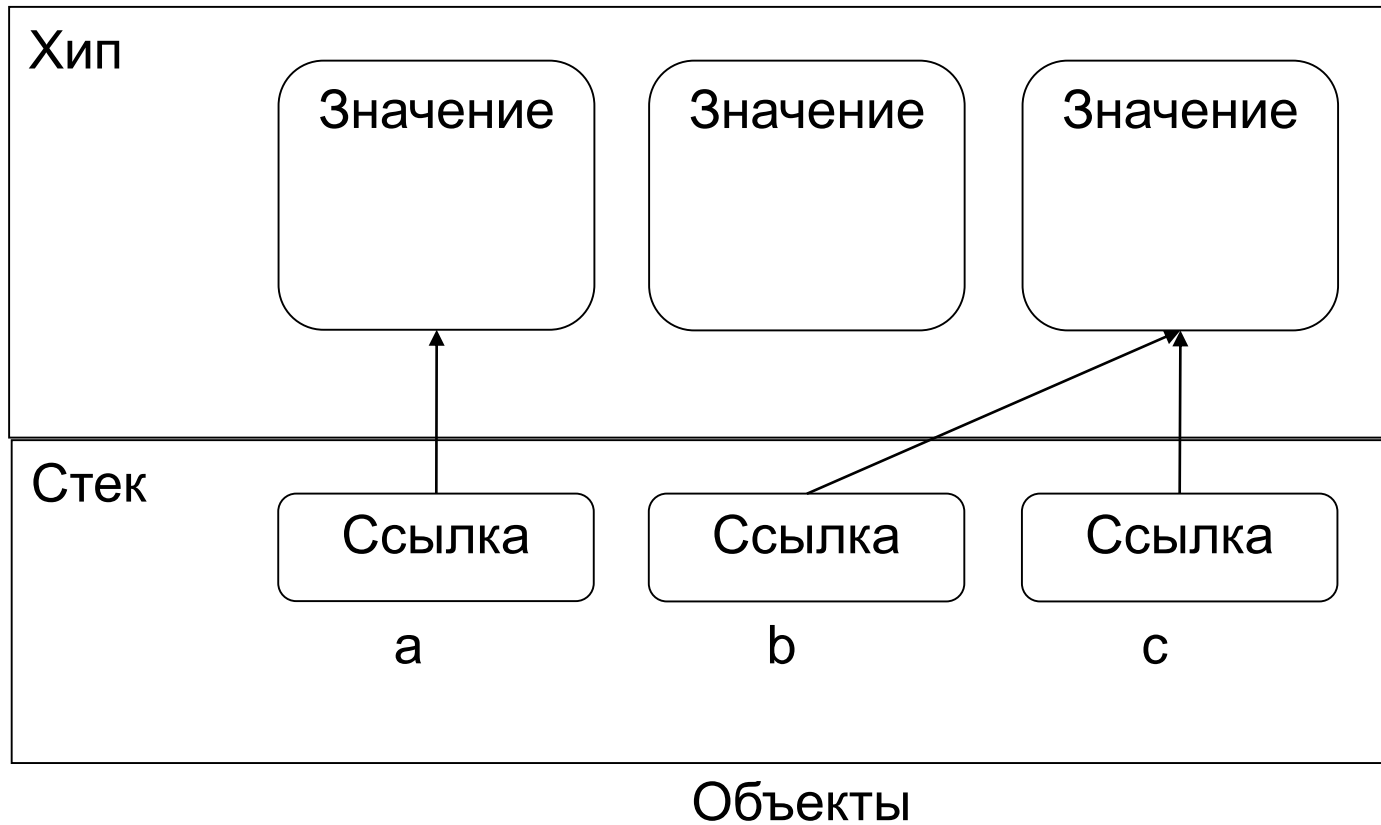 Хип
Значение Значение Значение
Стек
Ссылка Ссылка Ссылка
a b c
Объекты